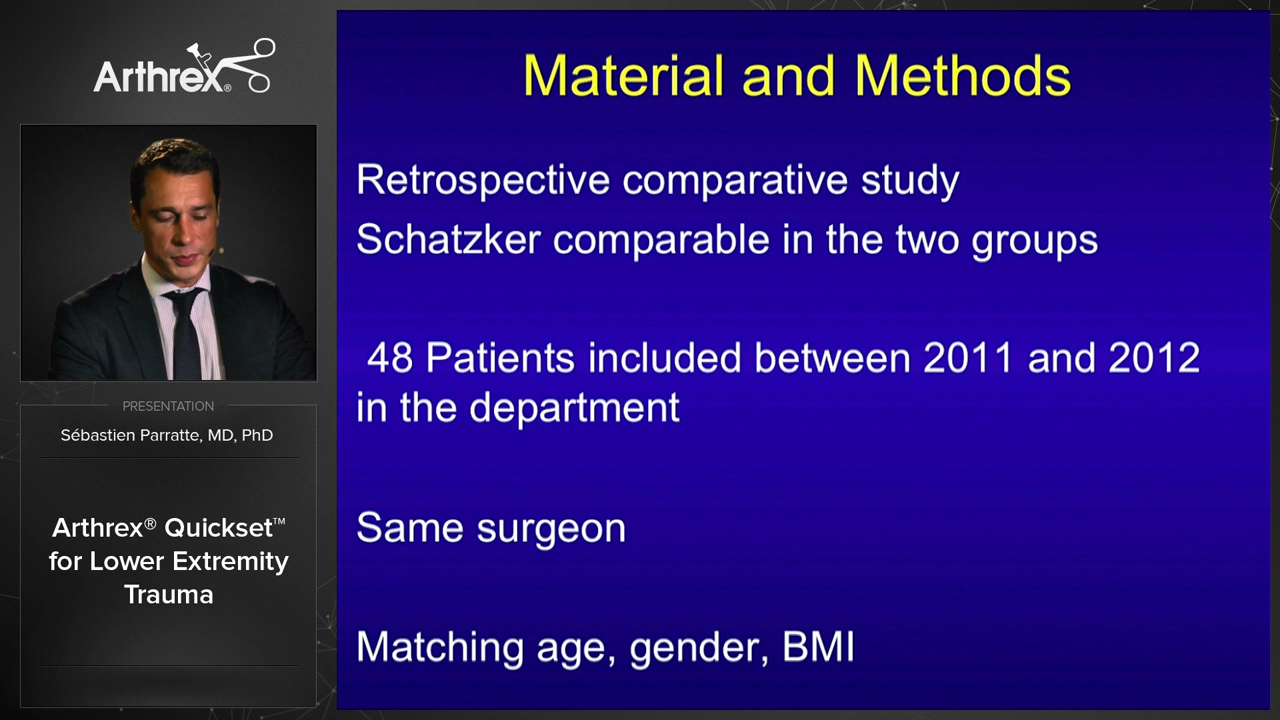 Arthrex®
PRESENTATION
Sébastien Parratte, MD, PhD
Arthrex® Quickset™
for Lower Extremity
Trauma
Material and Methods
Retrospective comparative study
Schatzker comparable in the two groups
48 Patients included between 2011 and 2012
in the department
Same surgeon
Matching age, gender, BMI